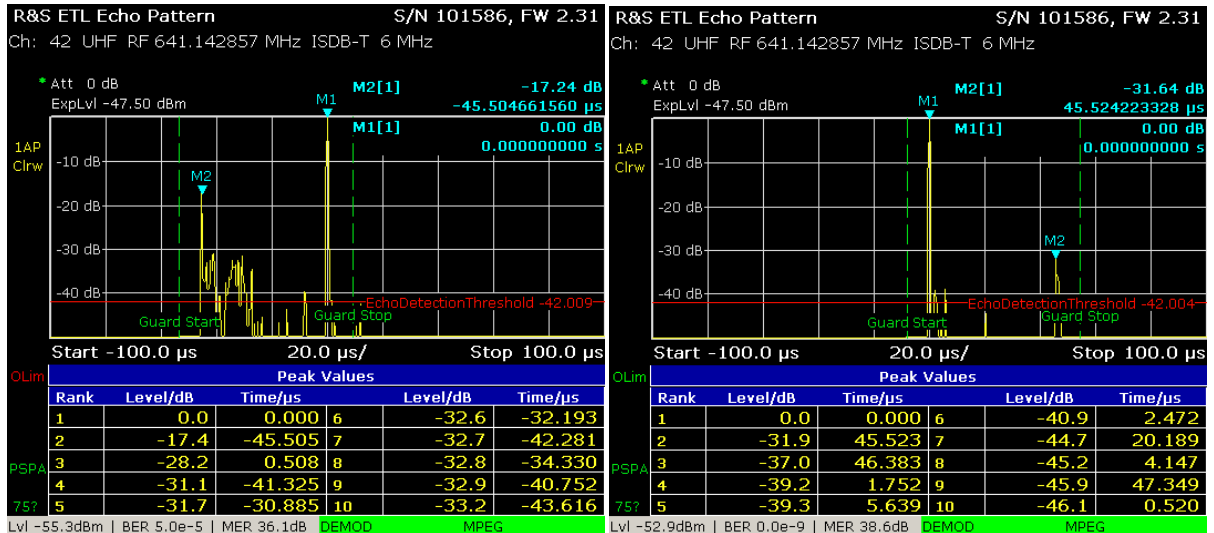 R&S ETL Echo Pattern S/N 101586, FW 2.31
Ch: 42 UHF RF 641.142857 MHz ISDB-T 6 MHz
* Att 0 dB M2[1] -17.24 dB
ExpLvl -47.50 dBm M1 -45.504661560 µs
M1[1] 0.00 dB
1AP 0.000000000 s
Clrw -10 dB
M2
-20 dB
-30 dB
-40 dB EchoDetectionThreshold -42.009
Guard Start Guard Stop
Start -100.0 µs 20.0 µs/ Stop 100.0 µs
OLim Peak Values
Rank Level/dB Time/µs Level/dB Time/µs
1 0.0 0.000 6 -32.6 -32.193
2 -17.4 -45.505 7 -32.7 -42.281
PSPA 3 -28.2 0.508 8 -32.8 -34.330
4 -31.1 -41.325 9 -32.9 -40.752
75? 5 -31.7 -30.885 10 -33.2 -43.616
Lvl -55.3dBm | BER 5.0e-5 | MER 36.1dB DEMOD MPEG
R&S ETL Echo Pattern S/N 101586, FW 2.31
Ch: 42 UHF RF 641.142857 MHz ISDB-T 6 MHz
* Att 0 dB M2[1] -31.64 dB
ExpLvl -47.50 dBm M1 45.524223328 µs
M1[1] 0.00 dB
1AP 0.000000000 s
Clrw -10 dB
-20 dB
M2
-30 dB
-40 dB EchoDetectionThreshold -42.004
Guard Start Guard Stop
Start -100.0 µs 20.0 µs/ Stop 100.0 µs
OLim Peak Values
Rank Level/dB Time/µs Level/dB Time/µs
1 0.0 0.000 6 -40.9 2.472
2 -31.9 45.523 7 -44.7 20.189
PSPA 3 -37.0 46.383 8 -45.2 4.147
4 -39.2 1.752 9 -45.9 47.349
75? 5 -39.3 5.639 10 -46.1 0.520
Lvl -52.9dBm | BER 0.0e-9 | MER 38.6dB DEMOD MPEG